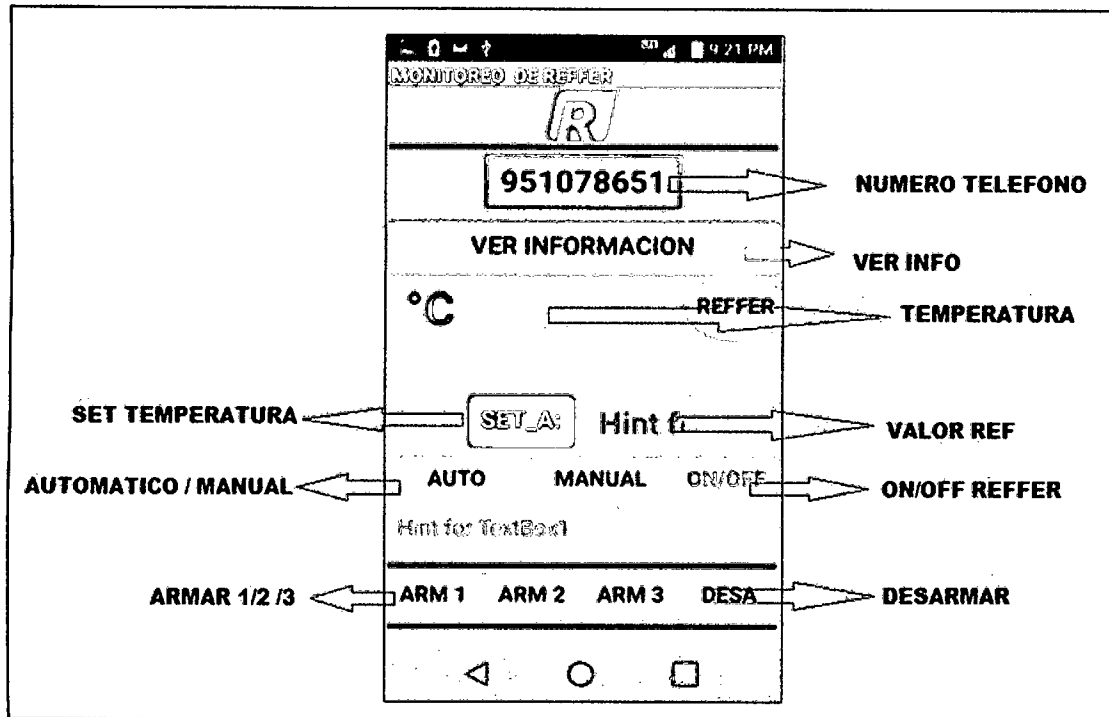 9:21 PM
MONITOREO DE REFFER
R
951078651
NUMERO TELEFONO
VER INFORMACION
VER INFO
°C
REFFER
TEMPERATURA
SET TEMPERATURA
SET_A:
Hint f
VALOR REF
AUTOMATICO / MANUAL
AUTO MANUAL ON/OFF
ON/OFF REFFER
Hint for TextBox1
ARMAR 1/2 /3
ARM 1 ARM 2 ARM 3 DESA
DESARMAR